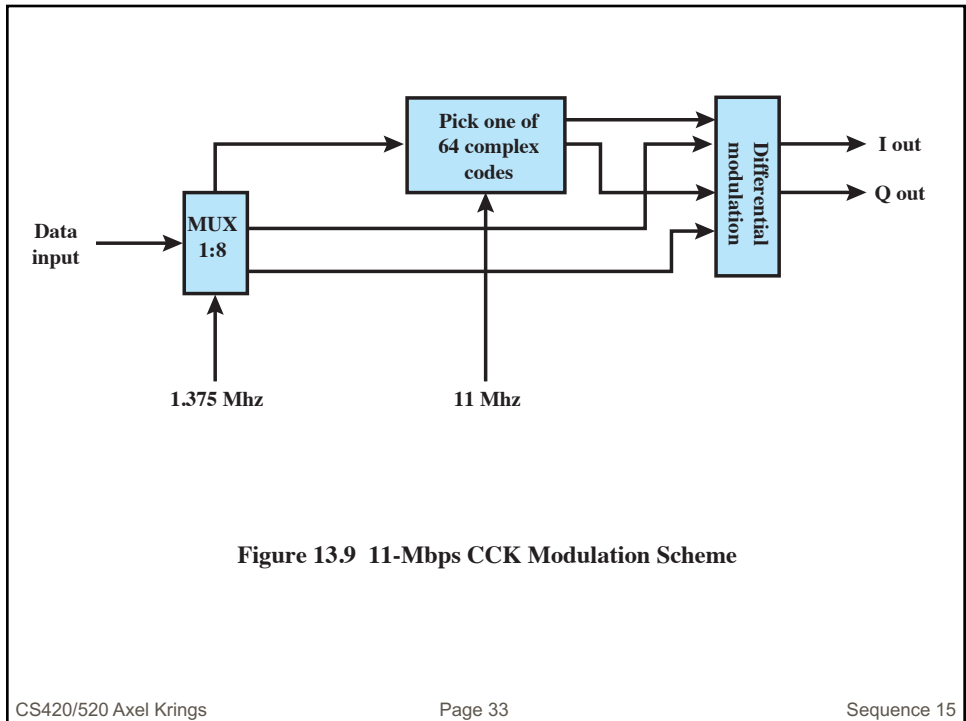 Pick one of
64 complex
codes
Differential
modulation
I out
Q out
MUX
1:8
Data
input
1.375 Mhz
11 Mhz
Figure 13.9 11-Mbps CCK Modulation Scheme
CS420/520 Axel Krings
Page 33
Sequence 15